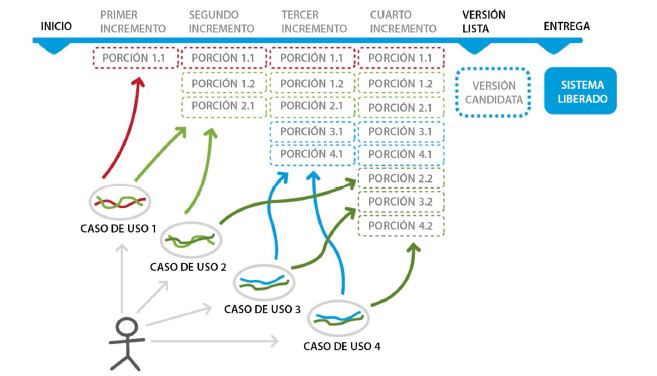 INICIO
PRIMER
INCREMENTO
SEGUNDO
INCREMENTO
TERCER
INCREMENTO
CUARTO
INCREMENTO
VERSIÓN
LISTA
ENTREGA
PORCIÓN 1.1
PORCIÓN 1.1
PORCIÓN 1.1
PORCIÓN 1.1
PORCIÓN 1.2
PORCIÓN 1.2
PORCIÓN 1.2
PORCIÓN 2.1
PORCIÓN 2.1
PORCIÓN 2.1
PORCIÓN 3.1
PORCIÓN 3.1
PORCIÓN 4.1
PORCIÓN 4.1
PORCIÓN 2.2
PORCIÓN 3.2
PORCIÓN 4.2
VERSIÓN
CANDIDATA
SISTEMA
LIBERADO
CASO DE USO 1
CASO DE USO 2
CASO DE USO 3
CASO DE USO 4